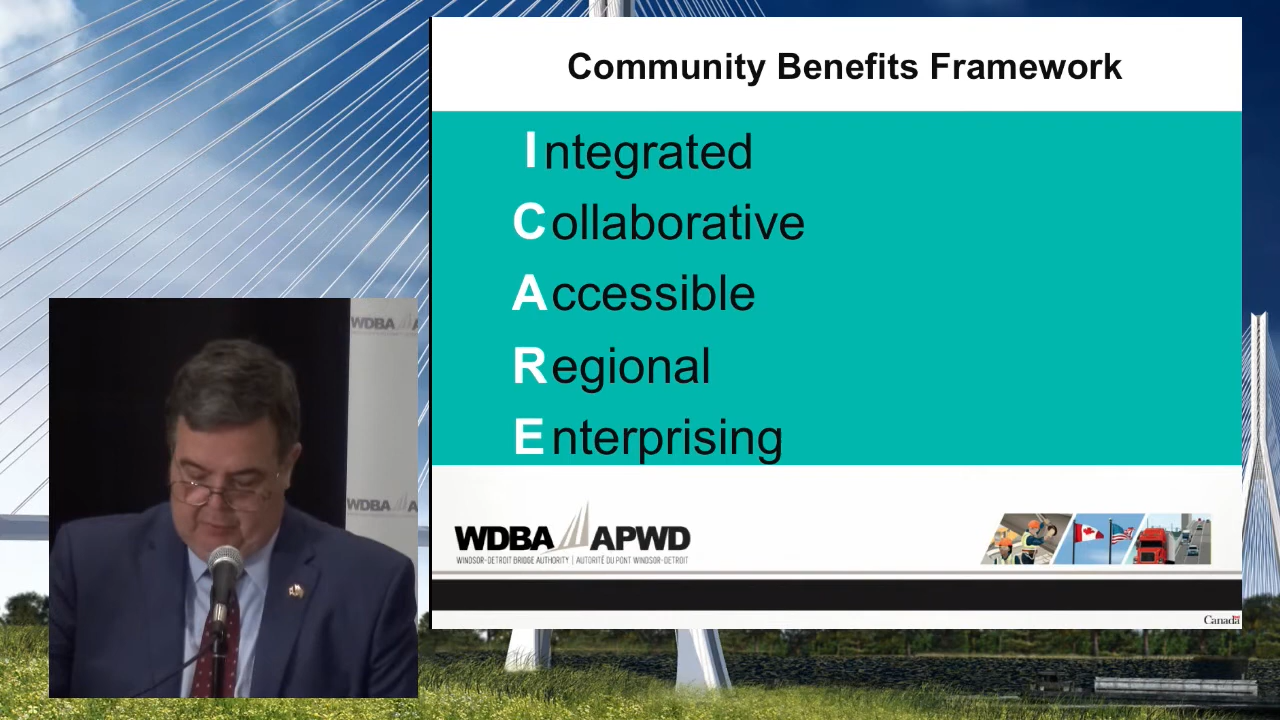 Community Benefits Framework
Integrated
Collaborative
Accessible
Regional
Enterprising
WDBA APWD
WINDSOR-DETROIT BRIDGE AUTHORITY | AUTORITÉ DU PONT WINDSOR-DETROIT
Canada
WDBA A
WDBA A